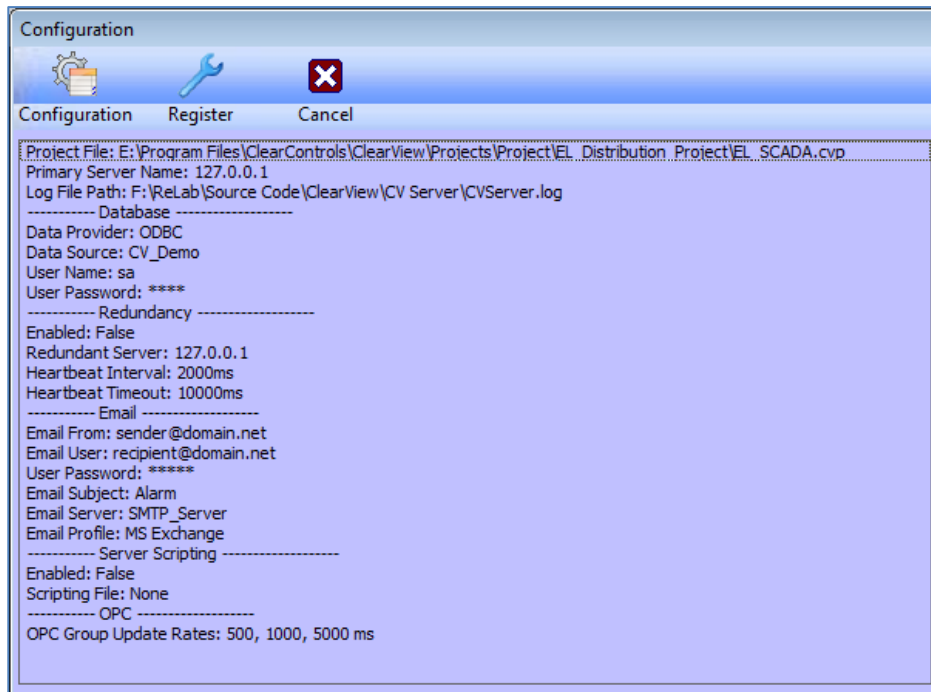 Configuration
Configuration Register Cancel
Project File: E:\Program Files\ClearControls\ClearView\Projects\Project\EL_Distribution_Project\EL_SCADA.cvp
Primary Server Name: 127.0.0.1
Log File Path: F:\ReLab\Source Code\ClearView\CV Server\CVServer.log
----------- Database -------------------
Data Provider: ODBC
Data Source: CV_Demo
User Name: sa
User Password: ****
----------- Redundancy -------------------
Enabled: False
Redundant Server: 127.0.0.1
Heartbeat Interval: 2000ms
Heartbeat Timeout: 10000ms
----------- Email -------------------
Email From: sender@domain.net
Email User: recipient@domain.net
User Password: *****
Email Subject: Alarm
Email Server: SMTP_Server
Email Profile: MS Exchange
----------- Server Scripting -------------------
Enabled: False
Scripting File: None
----------- OPC -------------------
OPC Group Update Rates: 500, 1000, 5000 ms